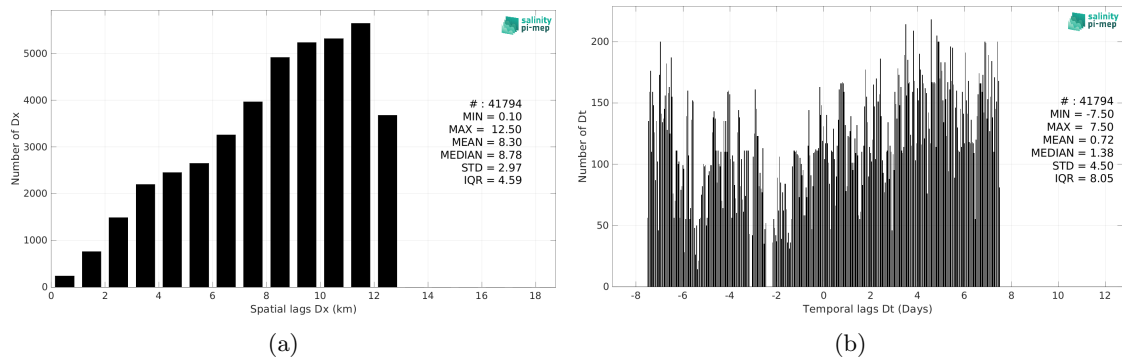 salinity
pi-mep
Number of Dx
5000
4000
3000
2000
1000
0
# : 41794
MIN = 0.10
MAX = 12.50
MEAN = 8.30
MEDIAN = 8.78
STD = 2.97
IQR = 4.59
0 2 4 6 8 10 12 14 16 18
Spatial lags Dx (km)
(a)
salinity
pi-mep
Number of Dt
200
150
100
50
0
# : 41794
MIN = -7.50
MAX = 7.50
MEAN = 0.72
MEDIAN = 1.38
STD = 4.50
IQR = 8.05
-8 -6 -4 -2 0 2 4 6 8 10 12
Temporal lags Dt (Days)
(b)